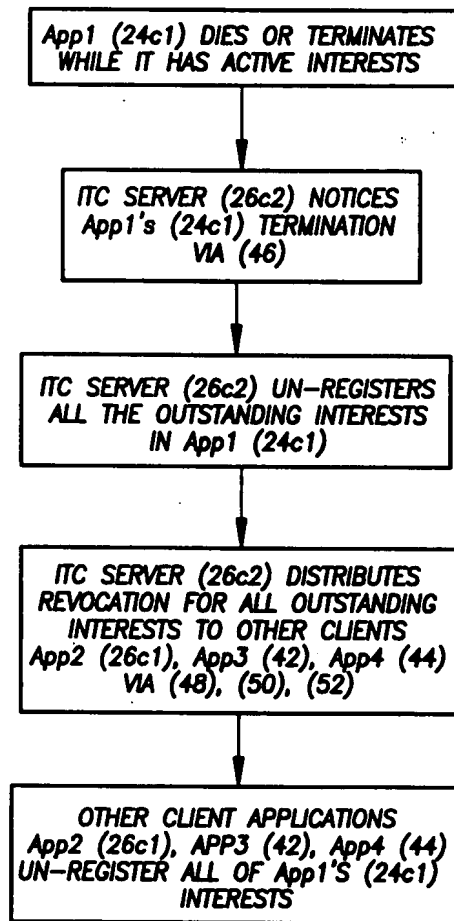 App1 (24c1) DIES OR TERMINATES
WHILE IT HAS ACTIVE INTERESTS
ITC SERVER (26c2) NOTICES
App1's (24c1) TERMINATION
VIA (46)
ITC SERVER (26c2) UN-REGISTERS
ALL THE OUTSTANDING INTERESTS
IN App1 (24c1)
ITC SERVER (26c2) DISTRIBUTES
REVOCATION FOR ALL OUTSTANDING
INTERESTS TO OTHER CLIENTS
App2 (26c1), App3 (42), App4 (44)
VIA (48), (50), (52)
OTHER CLIENT APPLICATIONS
App2 (26c1), APP3 (42), App4 (44)
UN-REGISTER ALL OF App1'S (24c1)
INTERESTS